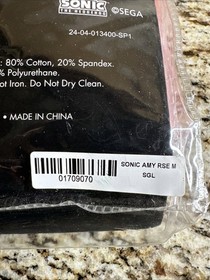 SONIC
THE HEDGEHOG
©SEGA
24-04-013400-SP1
: 80% Cotton, 20% Spandex.
% Polyurethane.
ot Iron. Do Not Dry Clean.
• MADE IN CHINA
SONIC AMY RSE M
SGL
01709070